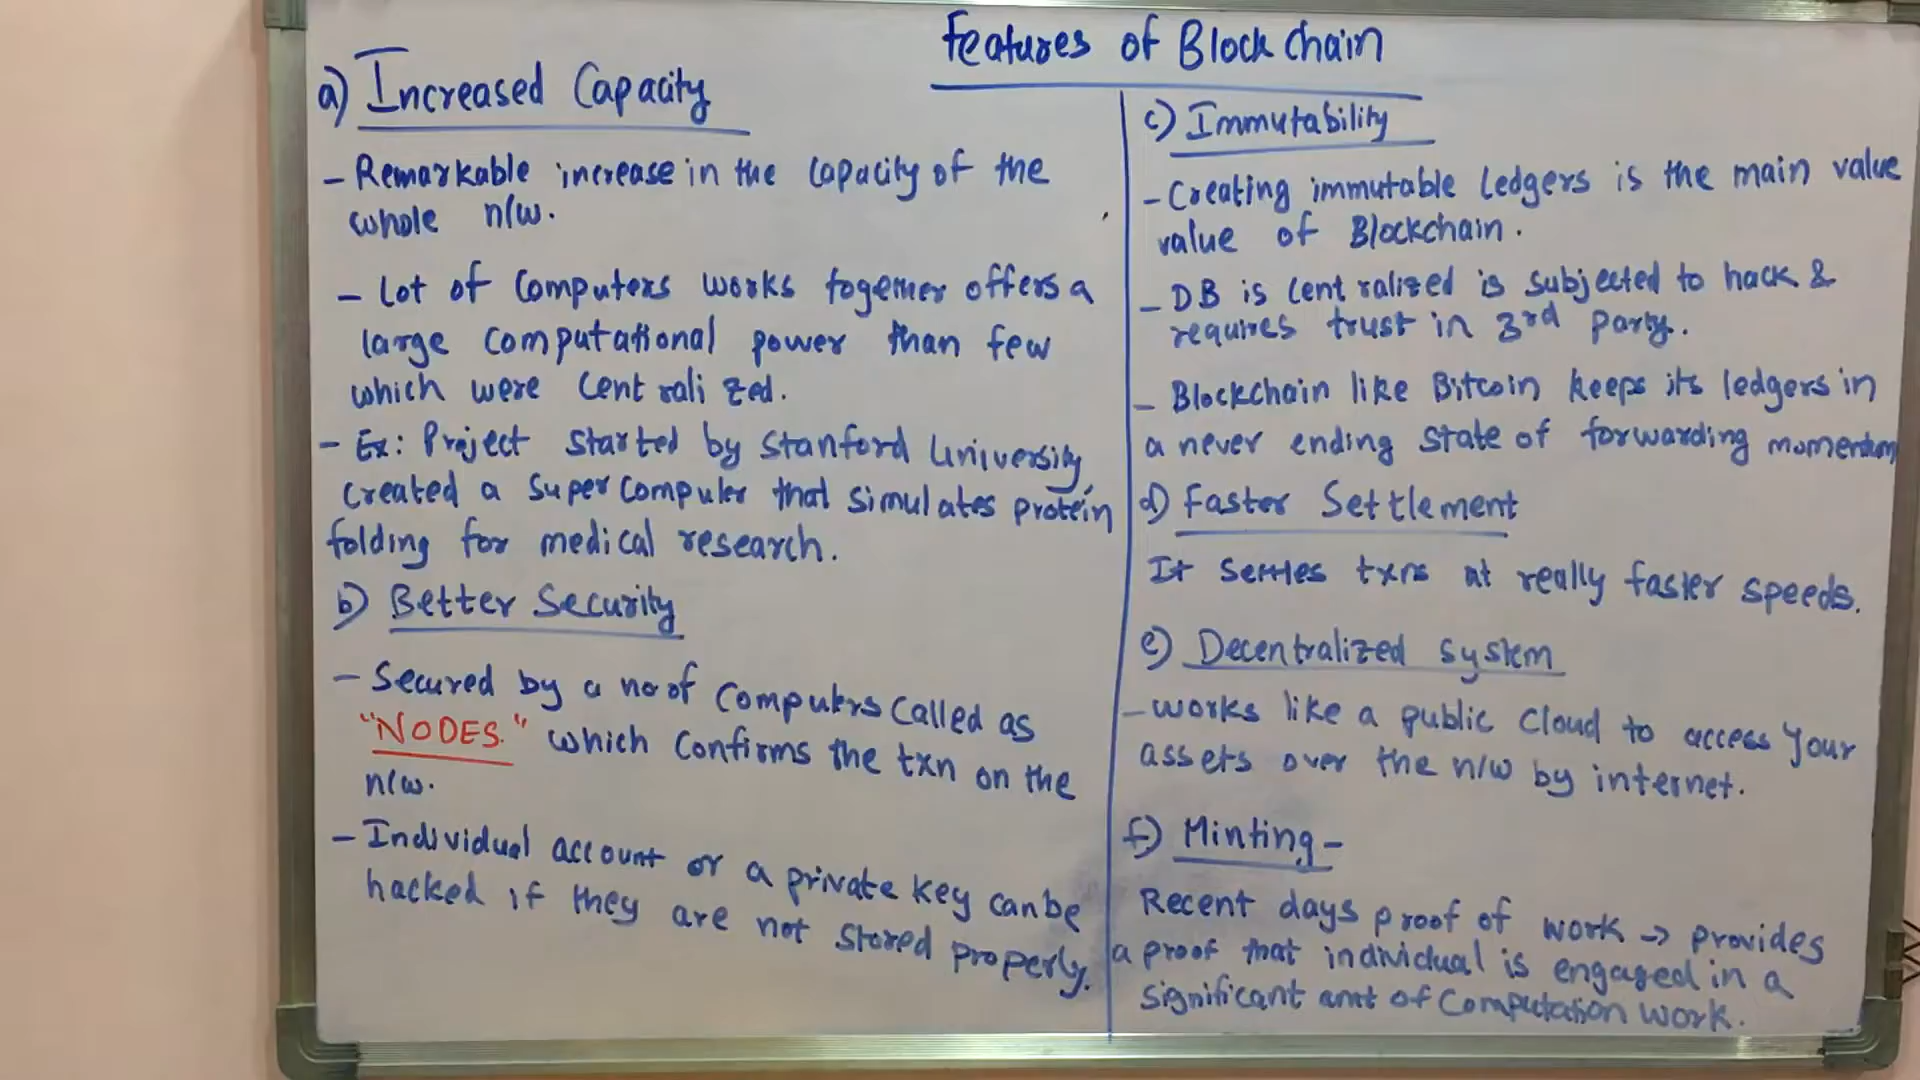 Features of Blockchain
a) Increased Capacity
- Remarkable increase in the capacity of the
whole n/w.
- Lot of Computers works together offers a
large computational power than few
which were centralized.
- Ex: Project started by Stanford University,
created a super computer that simulates protein
folding for medical research.
b) Better Security
- Secured by a no of computers called as
"NODES." which confirms the txn on the
n/w.
- Individual account or a private key can be
hacked if they are not stored properly.
c) Immutability
- Creating immutable ledgers is the main value
value of Blockchain.
- DB is centralized is subjected to hack &
requires trust in 3rd party.
- Blockchain like Bitcoin keeps its ledgers in
a never ending state of forwarding momentum
d) Faster Settlement
It settles txns at really faster speeds.
e) Decentralized system
- works like a public cloud to access your
assets over the n/w by internet.
f) Minting -
Recent days proof of work → provides
a proof that individual is engaged in a
significant amt of computation work.